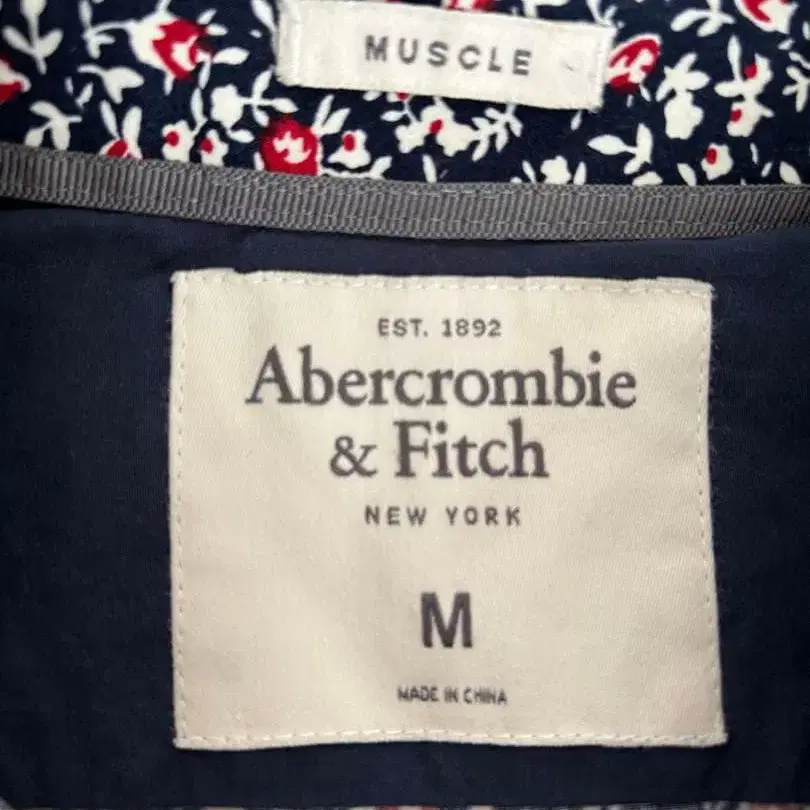 MUSCLE
EST. 1892
Abercrombie
& Fitch
NEW YORK
M
MADE IN CHINA